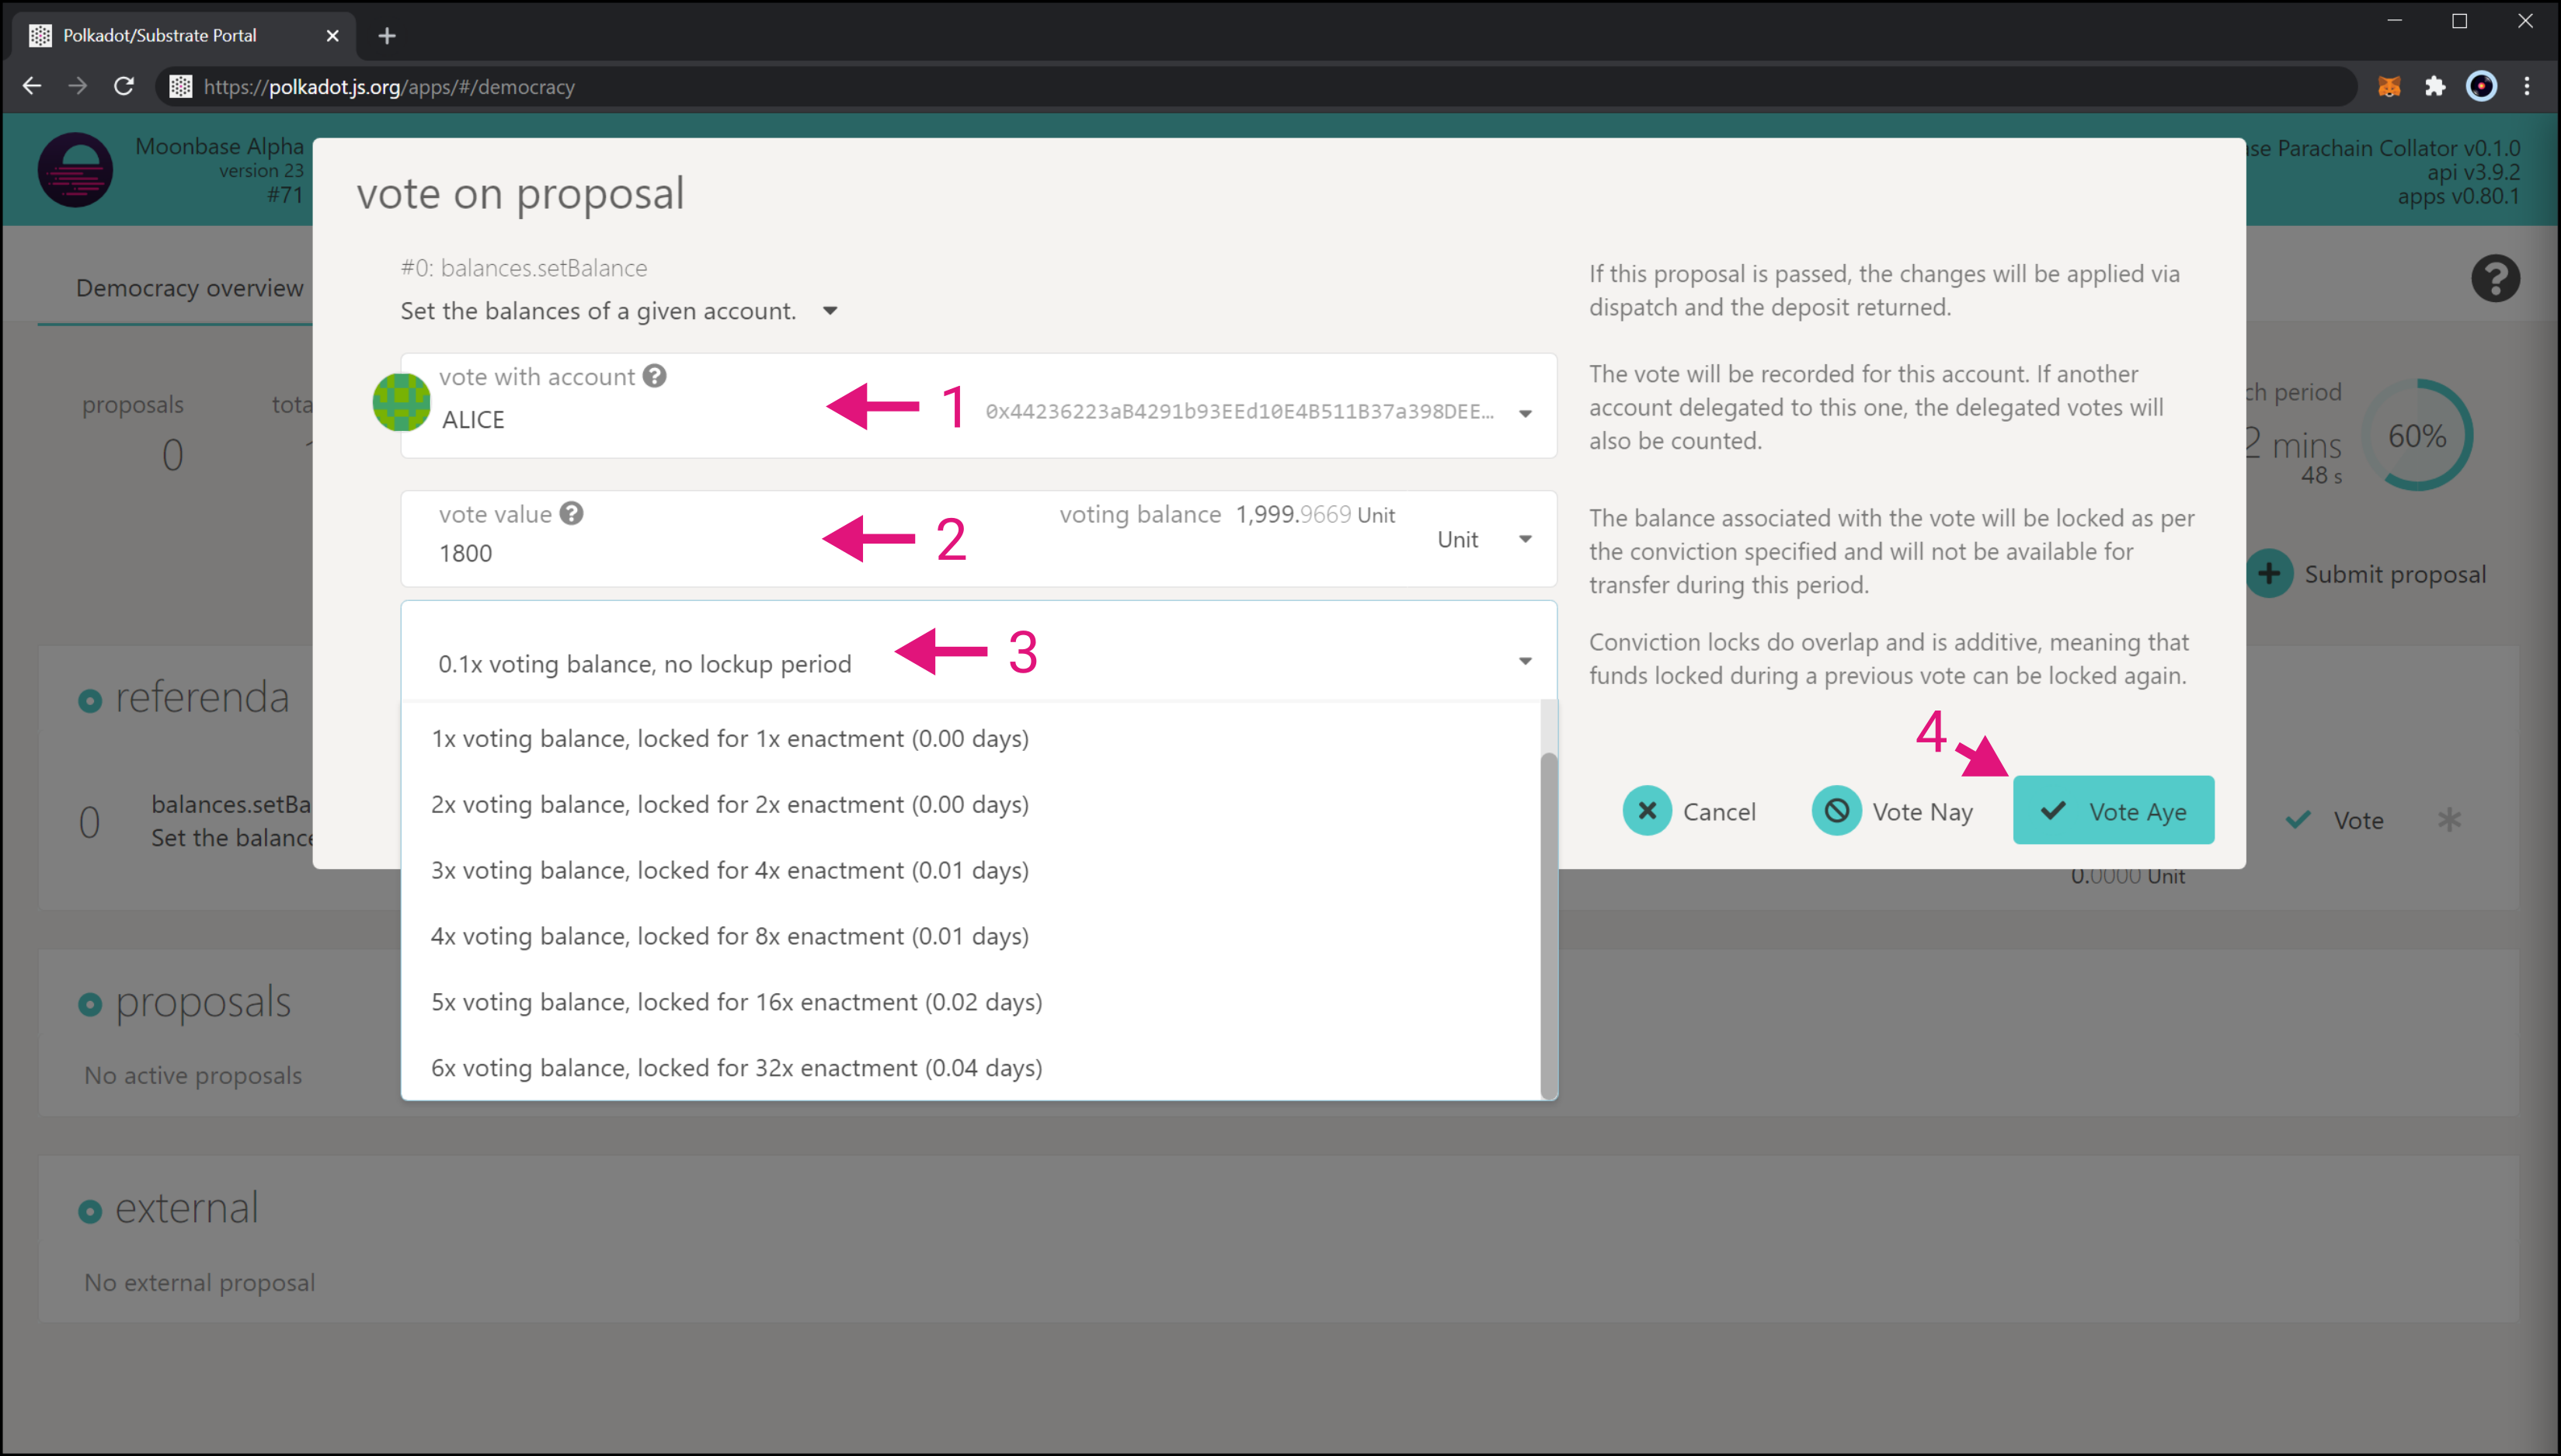 Polkadot/Substrate Portal
https://polkadot.js.org/apps/#/democracy
Moonbase Alpha
version 23
#71
Parachain Collator v0.1.0
api v3.9.2
apps v0.80.1
Democracy overview
vote on proposal
#0: balances.setBalance
Set the balances of a given account.
If this proposal is passed, the changes will be applied via
dispatch and the deposit returned.
vote with account
ALICE
1
0x44236223aB4291b93EEd10E4B511B37a398DEE...
The vote will be recorded for this account. If another
account delegated to this one, the delegated votes will
also be counted.
vote value
1800
2
voting balance 1,999.9669 Unit
Unit
The balance associated with the vote will be locked as per
the conviction specified and will not be available for
transfer during this period.
0.1x voting balance, no lockup period
3
Conviction locks do overlap and is additive, meaning that
funds locked during a previous vote can be locked again.
1x voting balance, locked for 1x enactment (0.00 days)
2x voting balance, locked for 2x enactment (0.00 days)
3x voting balance, locked for 4x enactment (0.01 days)
4x voting balance, locked for 8x enactment (0.01 days)
5x voting balance, locked for 16x enactment (0.02 days)
6x voting balance, locked for 32x enactment (0.04 days)
4
Cancel
Vote Nay
Vote Aye
proposals
0
period
2 mins
48 s
60%
Submit proposal
referenda
0
balances.setBa
Set the balance
Vote
0.0000 Unit
proposals
No active proposals
external
No external proposal